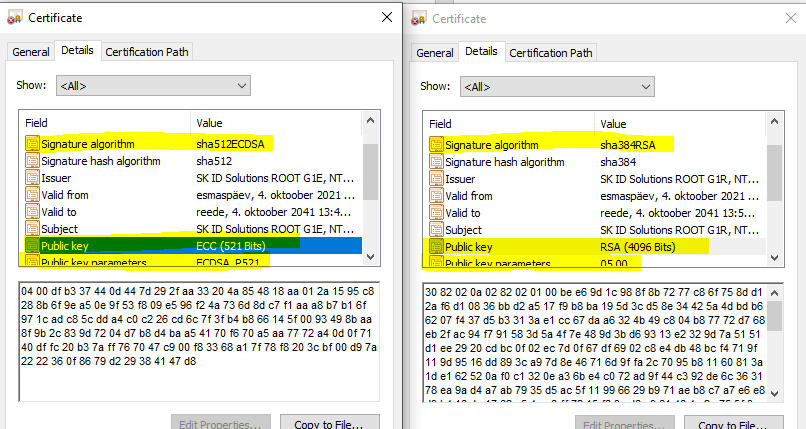 Certificate
General Details Certification Path
Show: <All>
Field Value
Signature algorithm sha512ECDSA
Signature hash algorithm sha512
Issuer SK ID Solutions ROOT G1E, NT...
Valid from esmaspäev, 4. oktoober 2021 ...
Valid to reede, 4. oktoober 2041 13:4...
Subject SK ID Solutions ROOT G1E, NT...
Public key ECC (521 Bits)
Public key parameters ECDSA_P521
04 00 df b3 37 44 0d 44 7d 29 2f aa 33 20 4a 85 48 18 aa 01 2a 15 95 c8
28 8b 6f 9e a5 0e 9f 53 f8 09 e5 96 f2 4a 73 6d 8d c7 f1 aa a8 b7 b1 6f
97 1c ad c8 5c dd a4 c0 c2 26 cd 6c 7f 3f b4 b8 66 14 5f 00 93 49 8b aa
8f 9b 2c 83 9d 72 04 d7 b8 d4 ba a5 41 70 f6 70 a5 aa 77 72 a4 0d 0f 71
40 df fc 20 b3 7a ff 76 70 47 c9 00 f8 33 68 a1 7f 78 f8 20 3c bf 00 d9 7a
22 22 36 0f 86 79 d2 29 38 41 47 d8
Edit Properties... Copy to File...
Certificate
General Details Certification Path
Show: <All>
Field Value
Signature algorithm sha384RSA
Signature hash algorithm sha384
Issuer SK ID Solutions ROOT G1R, NT...
Valid from esmaspäev, 4. oktoober 2021 ...
Valid to reede, 4. oktoober 2041 13:5...
Subject SK ID Solutions ROOT G1R, NT...
Public key RSA (4096 Bits)
Public key parameters 05 00
30 82 02 0a 02 82 02 01 00 be e6 9d 1c 98 8f 8b 72 77 c8 6f 75 8d d1
2a f6 d1 08 36 bb d2 a5 17 f9 b8 ba 19 5d 3c d5 8e 34 42 5a 4d bd b6
62 07 f4 37 d5 b3 31 3a e1 cc 67 da a6 32 4b 49 c8 04 b8 77 72 d7 68
eb 2f ac 94 f7 91 58 3d 5a 4f 7e 48 9d 3b d6 93 13 e2 32 9d 7a 51 51
d1 ee 29 20 cd bc 0f 02 ec 7d 0f 67 df 69 02 c8 e4 db 48 bc f4 71 9f
11 9d 95 16 dd 89 3c a9 7d 8e 46 71 6d 9f fa 2c 70 95 b8 11 60 81 3a
1d e1 62 52 0a f0 c1 32 0e a3 6b e4 c0 72 ad 9f 44 c3 92 de 6c 36 31
78 ea 9a d4 a7 ab 79 35 d5 ac 5f 11 99 66 29 b9 71 ae b8 c7 a7 e6 e8
Edit Properties... Copy to File...